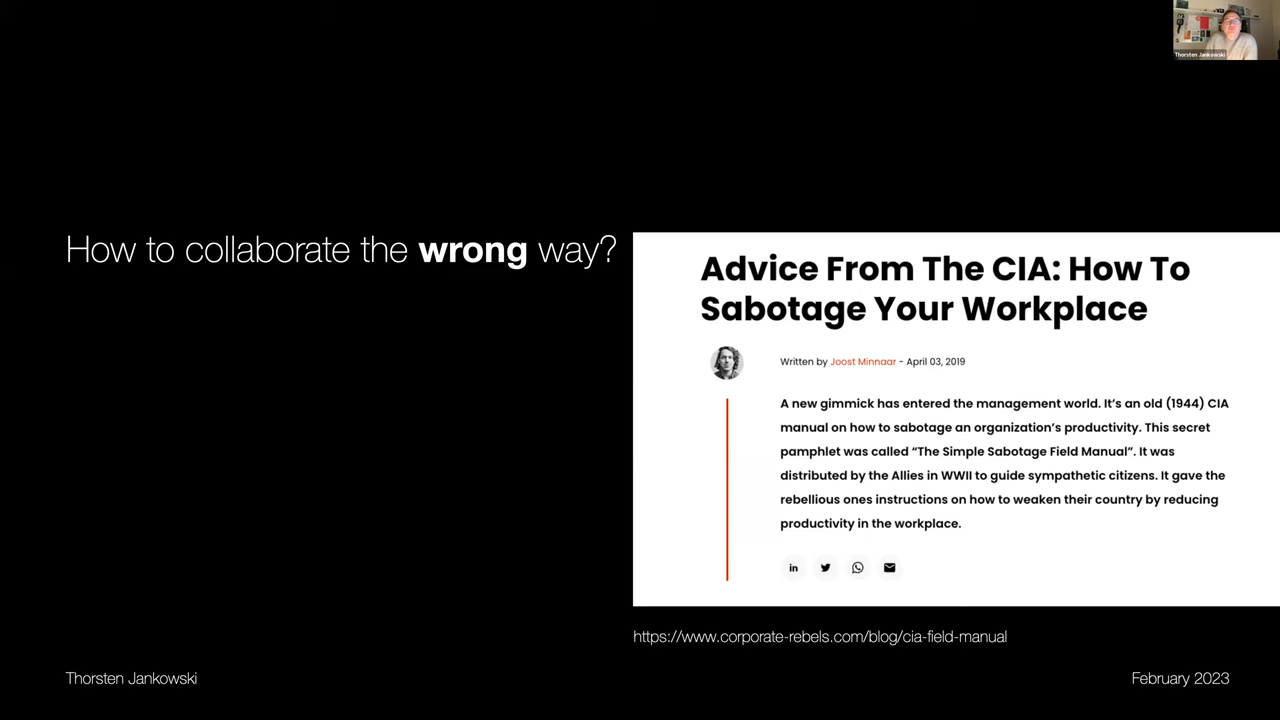 Thorsten Jankowski
How to collaborate the wrong way?
Advice From The CIA: How To
Sabotage Your Workplace
Written by Joost Minnaar - April 03, 2019
A new gimmick has entered the management world. It’s an old (1944) CIA
manual on how to sabotage an organization’s productivity. This secret
pamphlet was called “The Simple Sabotage Field Manual”. It was
distributed by the Allies in WWII to guide sympathetic citizens. It gave the
rebellious ones instructions on how to weaken their country by reducing
productivity in the workplace.
in
https://www.corporate-rebels.com/blog/cia-field-manual
Thorsten Jankowski
February 2023